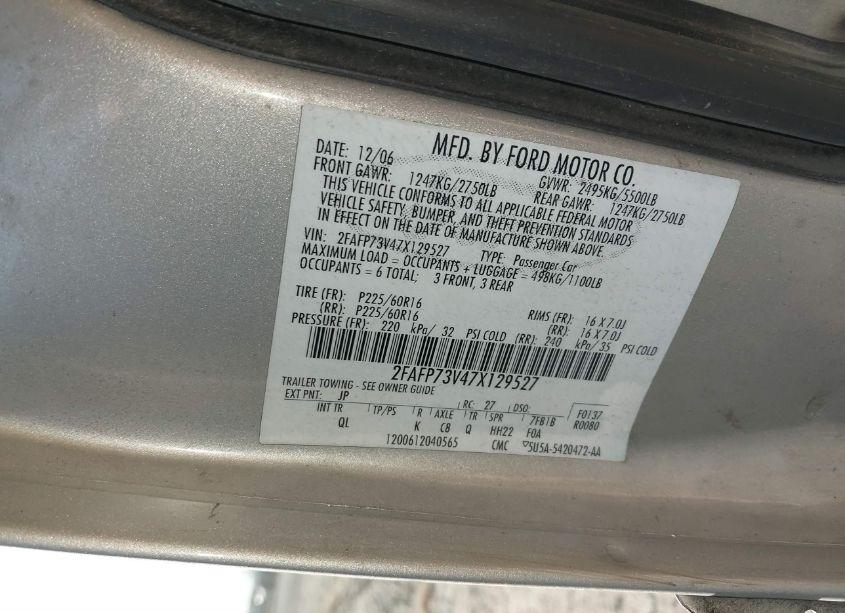 MFD. BY FORD MOTOR CO.
DATE: 12/06 GVWR: 2495KG/5500LB
FRONT GAWR: 1247KG/2750LB REAR GAWR: 1247KG/2750LB
THIS VEHICLE CONFORMS TO ALL APPLICABLE FEDERAL MOTOR
VEHICLE SAFETY, BUMPER, AND THEFT PREVENTION STANDARDS
IN EFFECT ON THE DATE OF MANUFACTURE SHOWN ABOVE.
VIN: 2FAFP73V47X129527 TYPE: Passenger Car
MAXIMUM LOAD = OCCUPANTS + LUGGAGE = 498KG/1100LB
OCCUPANTS = 6 TOTAL; 3 FRONT, 3 REAR
TIRE (FR): P225/60R16 RIMS (FR): 16 X 7.0J
(RR): P225/60R16 (RR): 16 X 7.0J
PRESSURE (FR): 220 kPa/ 32 PSI COLD (RR): 240 kPa/ 35 PSI COLD
2FAFP73V47X129527
TRAILER TOWING - SEE OWNER GUIDE
EXT PNT: JP RC: 27 DSO: F0137
INT TR TP/PS R AXLE TR SPR 7FB1B R0080
QL K C8 Q HH22 FOA
1200612040565 CMC ▽5U5A-5420472-AA